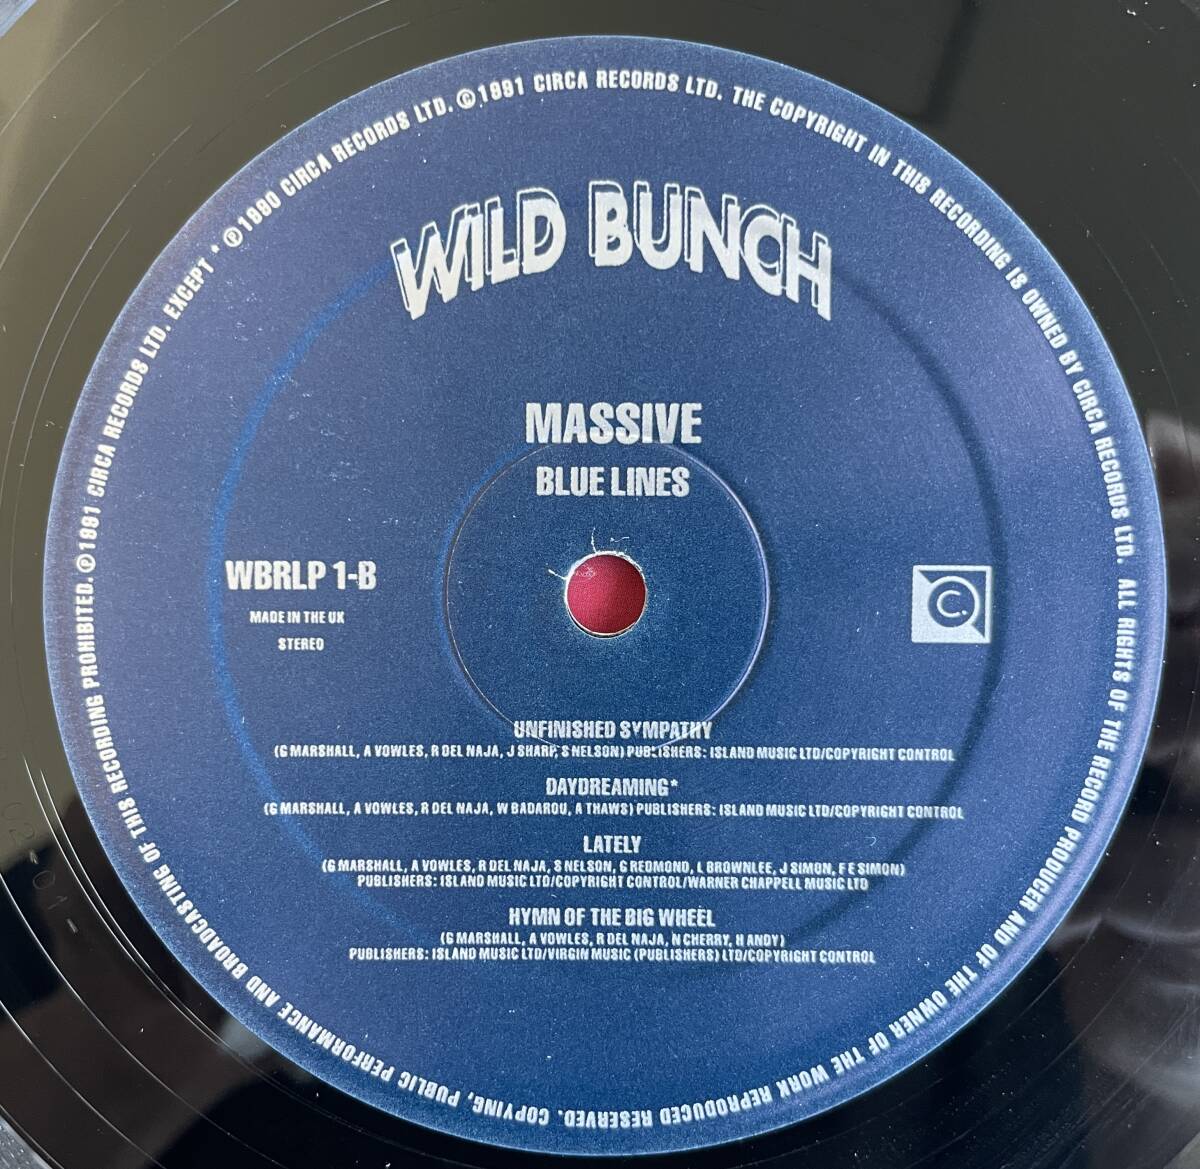 WILD BUNCH
MASSIVE
BLUE LINES
WBRLP 1-B
MADE IN THE UK
STEREO
C.
UNFINISHED SYMPATHY
(G MARSHALL, A VOWLES, R DEL NAJA, J SHARP, S NELSON) PUBLISHERS: ISLAND MUSIC LTD/COPYRIGHT CONTROL
DAYDREAMING*
(G MARSHALL, A VOWLES, R DEL NAJA, W BADAROU, A THAWS) PUBLISHERS: ISLAND MUSIC LTD/COPYRIGHT CONTROL
LATELY
(G MARSHALL, A VOWLES, R DEL NAJA, S NELSON, G REDMOND, L BROWNLEE, J SIMON, F E SIMON)
PUBLISHERS: ISLAND MUSIC LTD/COPYRIGHT CONTROL/WARNER CHAPPELL MUSIC LTD
HYMN OF THE BIG WHEEL
(G MARSHALL, A VOWLES, R DEL NAJA, N CHERRY, H ANDY)
PUBLISHERS: ISLAND MUSIC LTD/VIRGIN MUSIC (PUBLISHERS) LTD/COPYRIGHT CONTROL
℗1991 CIRCA RECORDS LTD. EXCEPT * ℗1990 CIRCA RECORDS LTD. ©1991 CIRCA RECORDS LTD. THE COPYRIGHT IN THIS RECORDING IS OWNED BY CIRCA RECORDS LTD. ALL RIGHTS OF THE RECORD PRODUCER AND OF THE OWNER OF THE WORK REPRODUCED RESERVED. COPYING, PUBLIC PERFORMANCE AND BROADCASTING OF THIS RECORDING PROHIBITED.